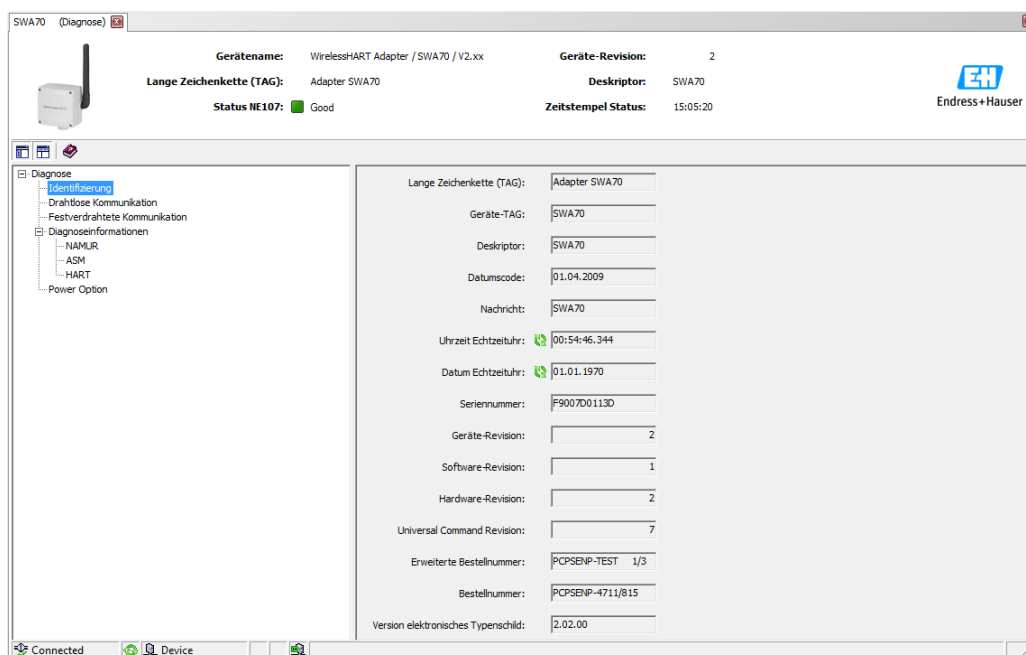 SWA70 (Diagnose)
Gerätename: WirelessHART Adapter / SWA70 / V2.xx Geräte-Revision: 2
Lange Zeichenkette (TAG): Adapter SWA70 Deskriptor: SWA70
Status NE107: Good Zeitstempel Status: 15:05:20
EH
Endress+Hauser
Diagnose
Identifizierung
Drahtlose Kommunikation
Festverdrahtete Kommunikation
Diagnoseinformationen
NAMUR
ASM
HART
Power Option
Lange Zeichenkette (TAG): Adapter SWA70
Geräte-TAG: SWA70
Deskriptor: SWA70
Datumscode: 01.04.2009
Nachricht: SWA70
Uhrzeit Echtzeituhr: 00:54:46.344
Datum Echtzeituhr: 01.01.1970
Seriennummer: F9007D0113D
Geräte-Revision: 2
Software-Revision: 1
Hardware-Revision: 2
Universal Command Revision: 7
Erweiterte Bestellnummer: PCPSENP-TEST 1/3
Bestellnummer: PCPSENP-4711/815
Version elektronisches Typenschild: 2.02.00
Connected Device